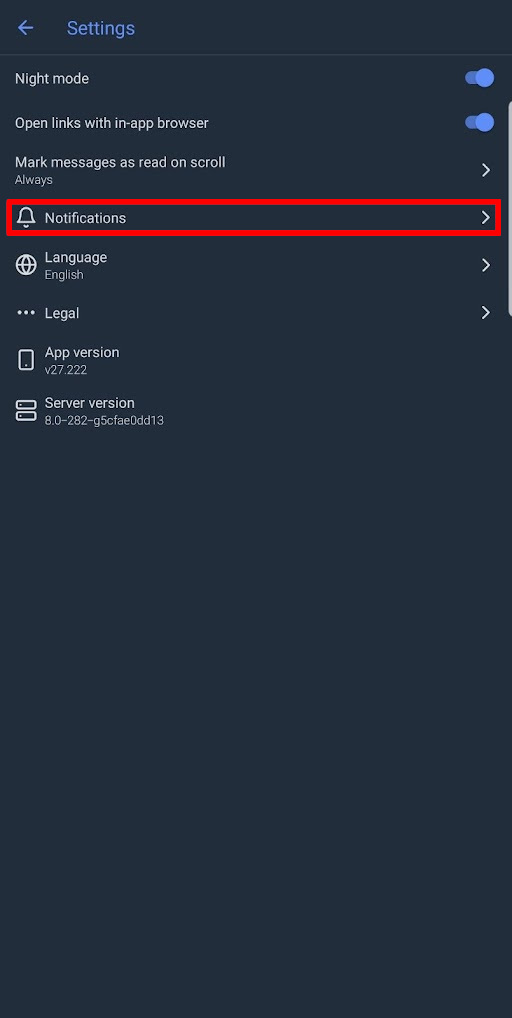 Settings
Night mode
Open links with in-app browser
Mark messages as read on scroll
Always
Notifications
Language
English
Legal
App version
v27.222
Server version
8.0-282-g5cfae0dd13